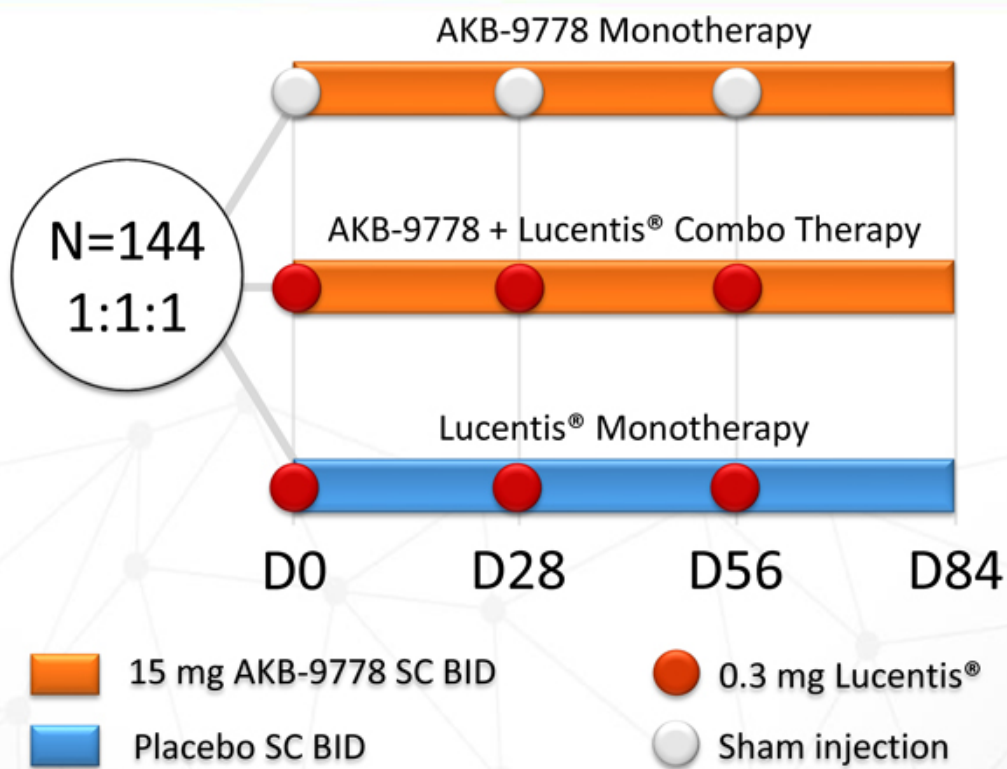 AKB-9778 Monotherapy
N=144
1:1:1
AKB-9778 + Lucentis® Combo Therapy
Lucentis® Monotherapy
D0 D28 D56 D84
15 mg AKB-9778 SC BID
0.3 mg Lucentis®
Placebo SC BID
Sham injection